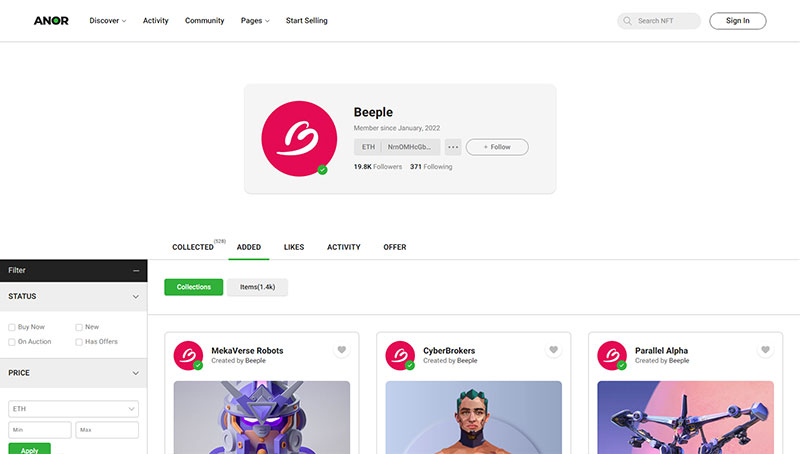 ANOR Discover Activity Community Pages Start Selling Search NFT Sign In
Beeple
Member since January, 2022
ETH NrnOMHcGb... + Follow
19.8K Followers 371 Following
COLLECTED (528) ADDED LIKES ACTIVITY OFFER
Filter
Collections Items(1.4k)
STATUS
Buy Now New
On Auction Has Offers
MekaVerse Robots CyberBrokers Parallel Alpha
Created by Beeple Created by Beeple Created by Beeple
PRICE
ETH
Min Max
Apply